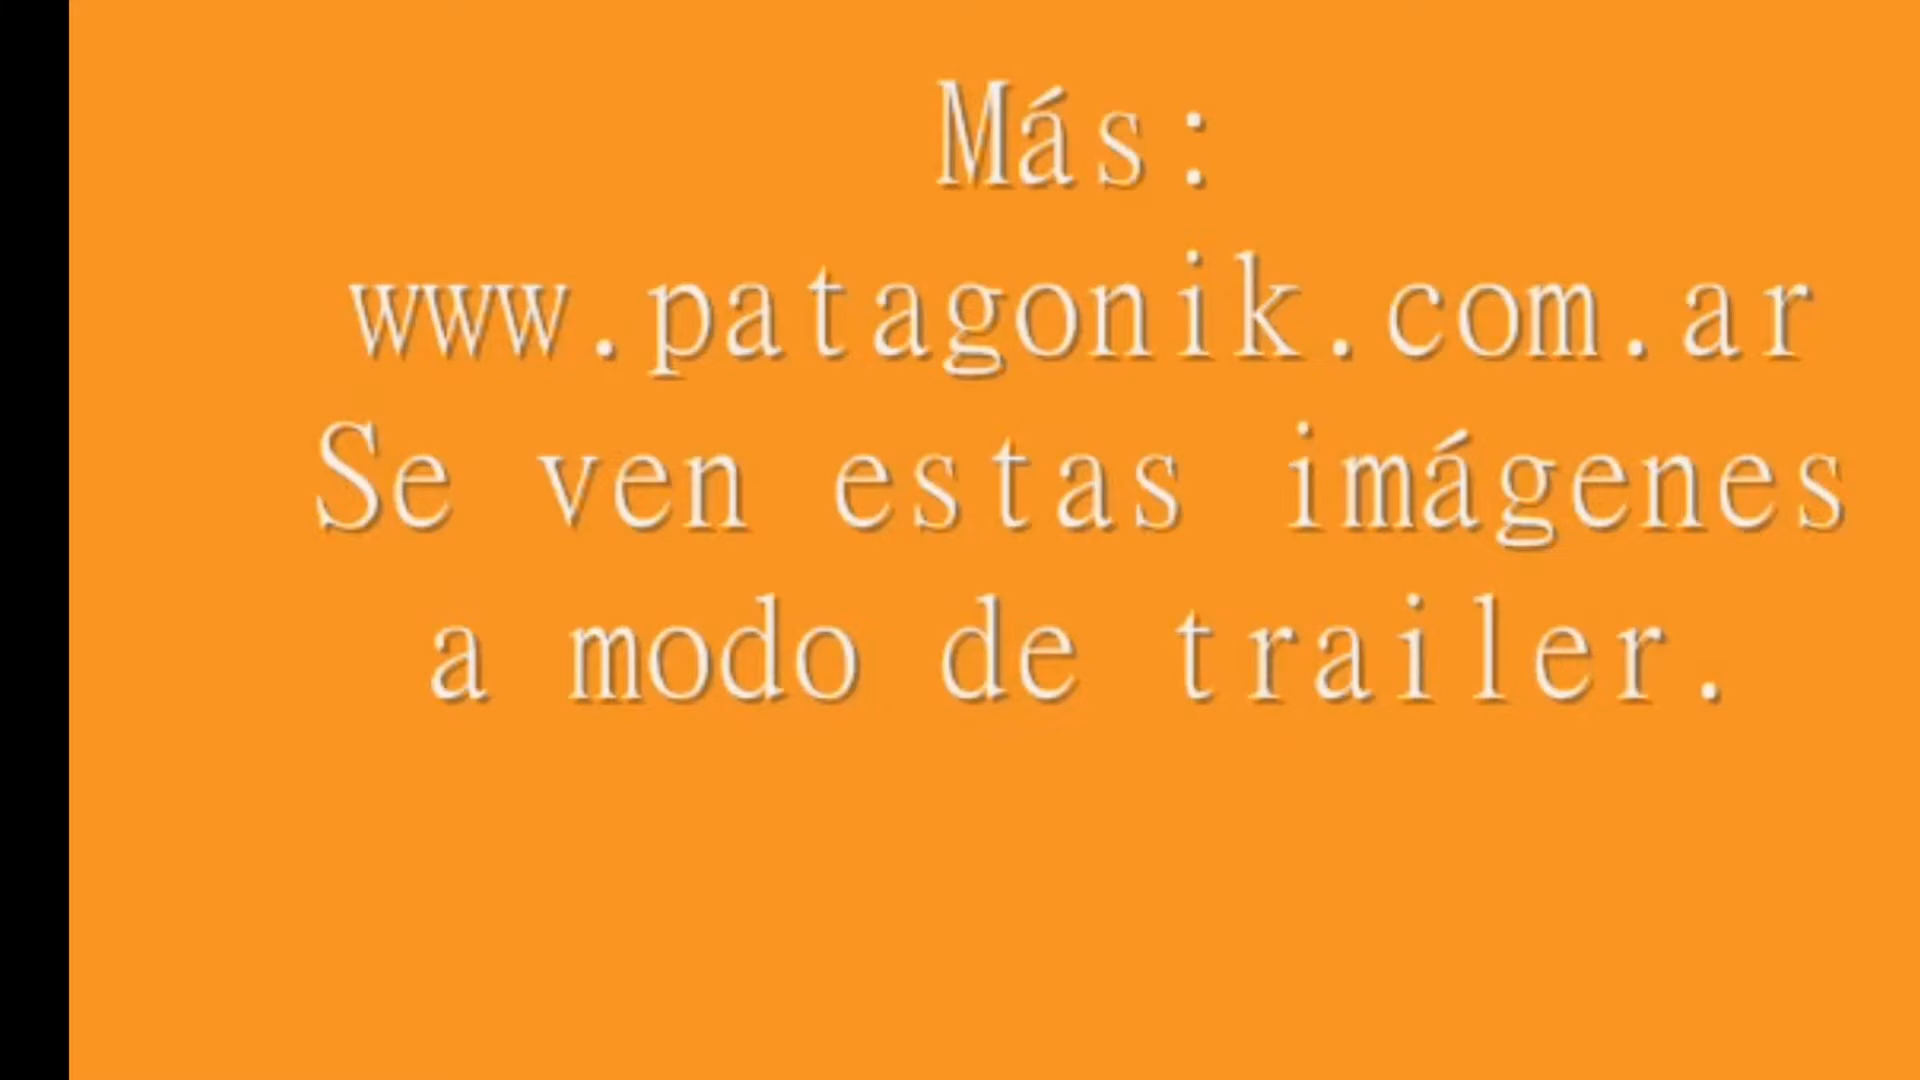 Más:
www.patagonik.com.ar
Se ven estas imágenes
a modo de trailer.